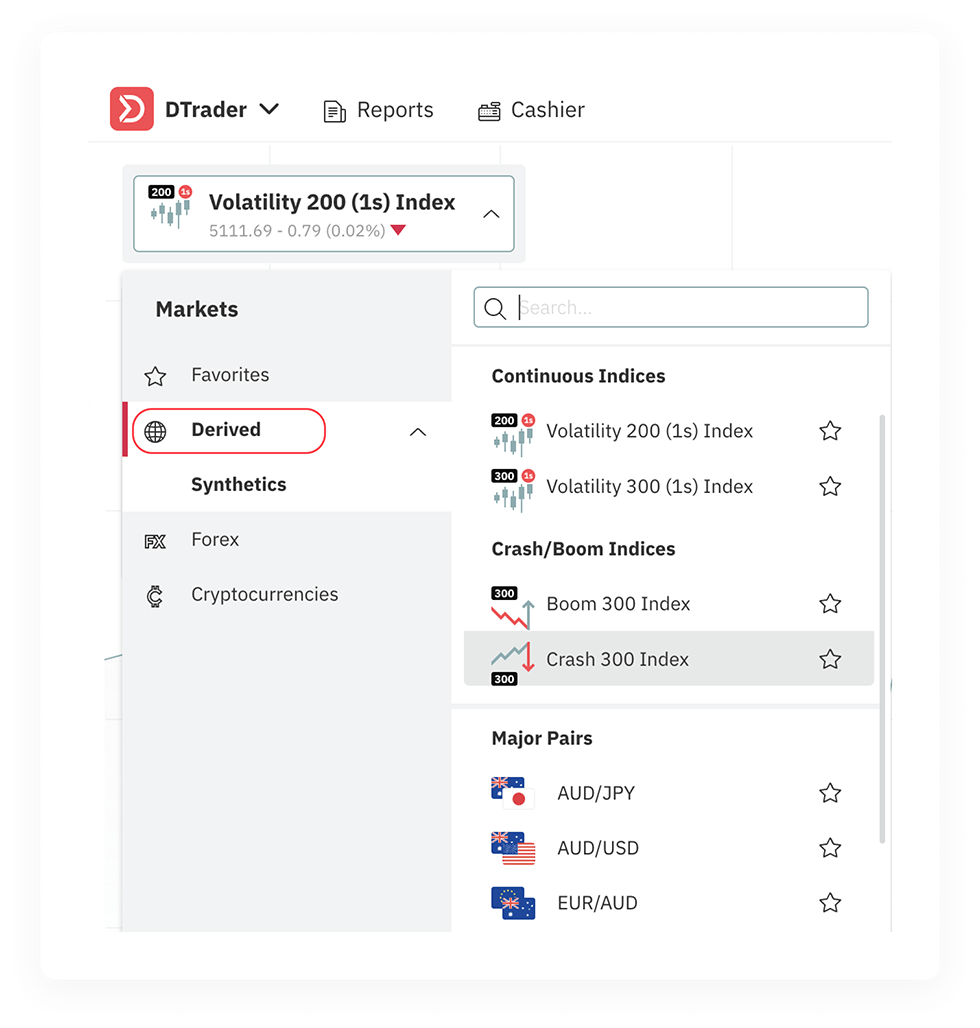 DTrader
Reports
Cashier
200 1s
Volatility 200 (1s) Index
5111.69 - 0.79 (0.02%)
Markets
Search...
Favorites
Continuous Indices
Derived
200 1s
Volatility 200 (1s) Index
Synthetics
300 1s
Volatility 300 (1s) Index
Forex
Crash/Boom Indices
Cryptocurrencies
300
Boom 300 Index
Crash 300 Index
300
Major Pairs
AUD/JPY
AUD/USD
EUR/AUD